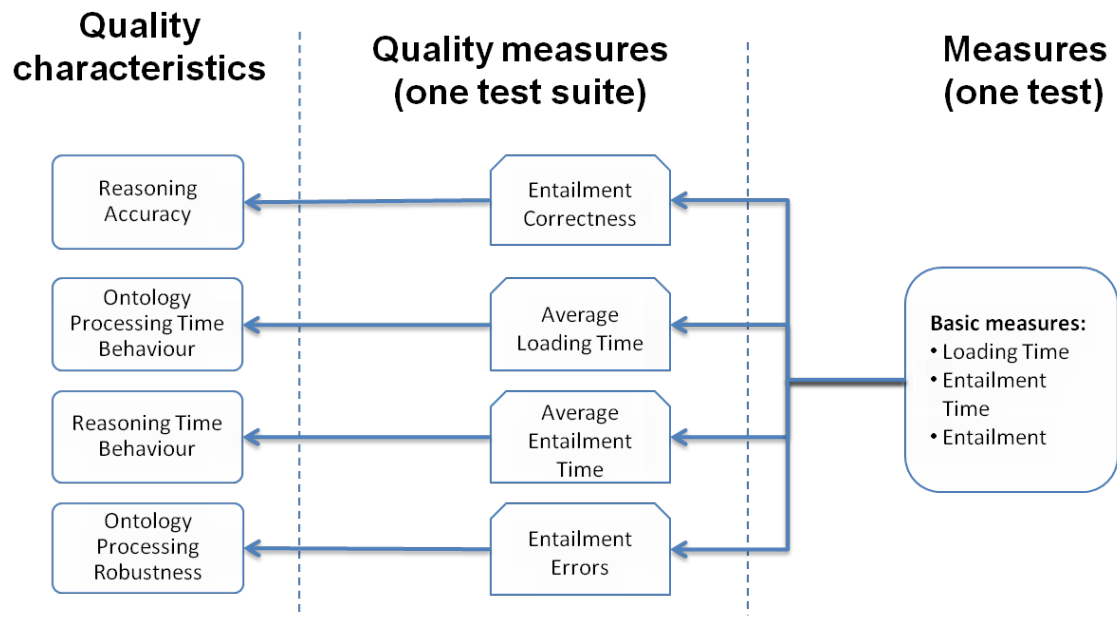 Quality
characteristics
Quality measures
(one test suite)
Measures
(one test)
Reasoning
Accuracy
Entailment
Correctness
Ontology
Processing Time
Behaviour
Average
Loading Time
Reasoning Time
Behaviour
Average
Entailment
Time
Ontology
Processing
Robustness
Entailment
Errors
Basic measures:
• Loading Time
• Entailment
Time
• Entailment